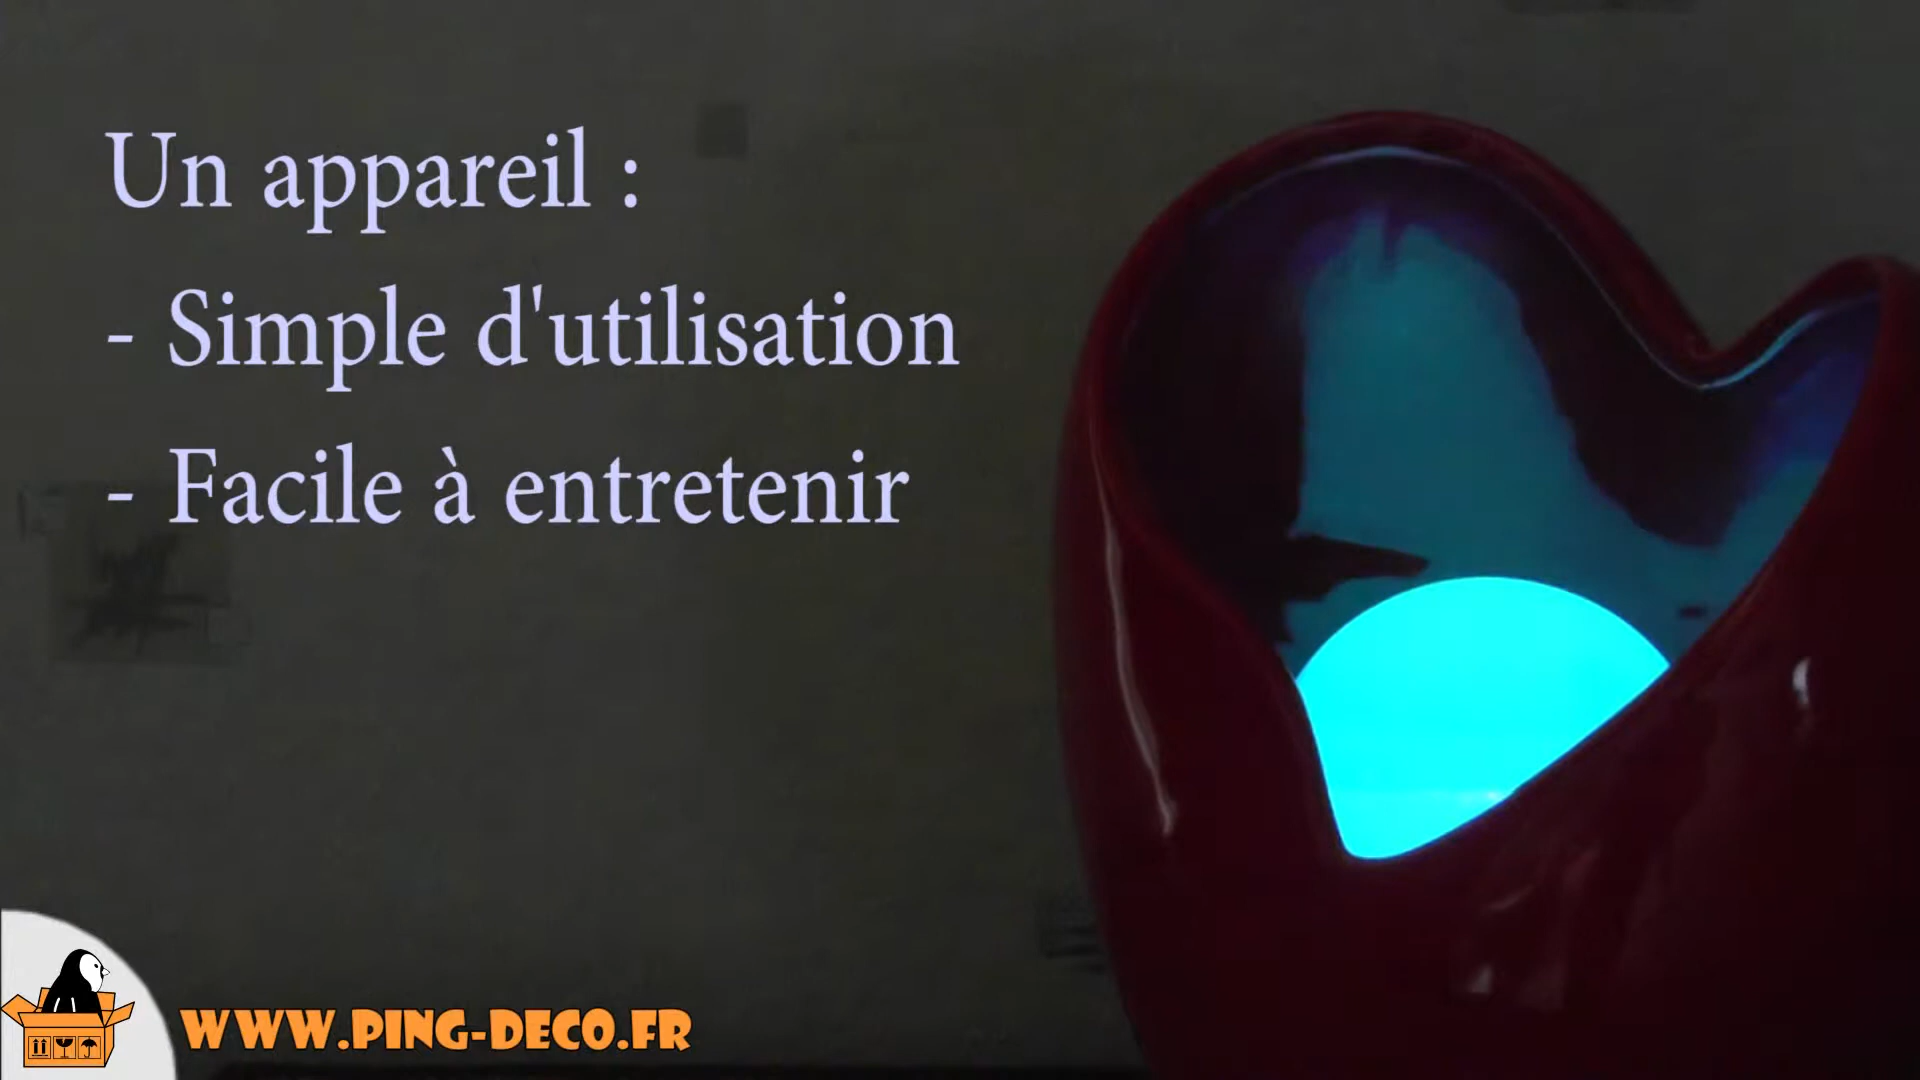 Un appareil :
- Simple d'utilisation
- Facile à entretenir
WWW.PING-DECO.FR